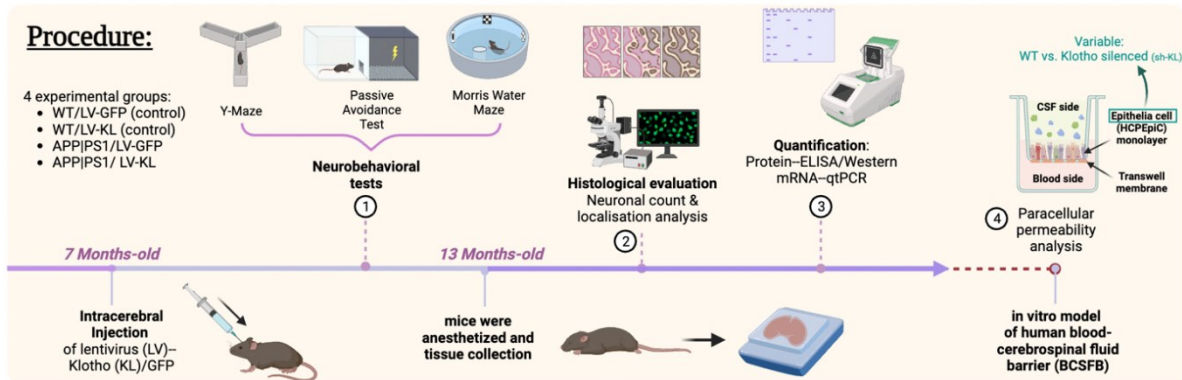 Procedure:
4 experimental groups:
• WT/LV-GFP (control)
• WT/LV-KL (control)
• APP|PS1/LV-GFP
• APP|PS1/ LV-KL
Y-Maze
Passive
Avoidance
Test
Morris Water
Maze
Neurobehavioral
tests
1
Histological evaluation
Neuronal count &
localisation analysis
2
Quantification:
Protein--ELISA/Western
mRNA--qtPCR
3
Variable:
WT vs. Klotho silenced (sh-KL)
CSF side
Blood side
Epithelia cell
(HCPEpiC)
monolayer
Transwell
membrane
4
Paracellular
permeability
analysis
7 Months-old
13 Months-old
Intracerebral
Injection
of lentivirus (LV)--
Klotho (KL)/GFP
mice were
anesthetized and
tissue collection
in vitro model
of human blood-
cerebrospinal fluid
barrier (BCSFB)